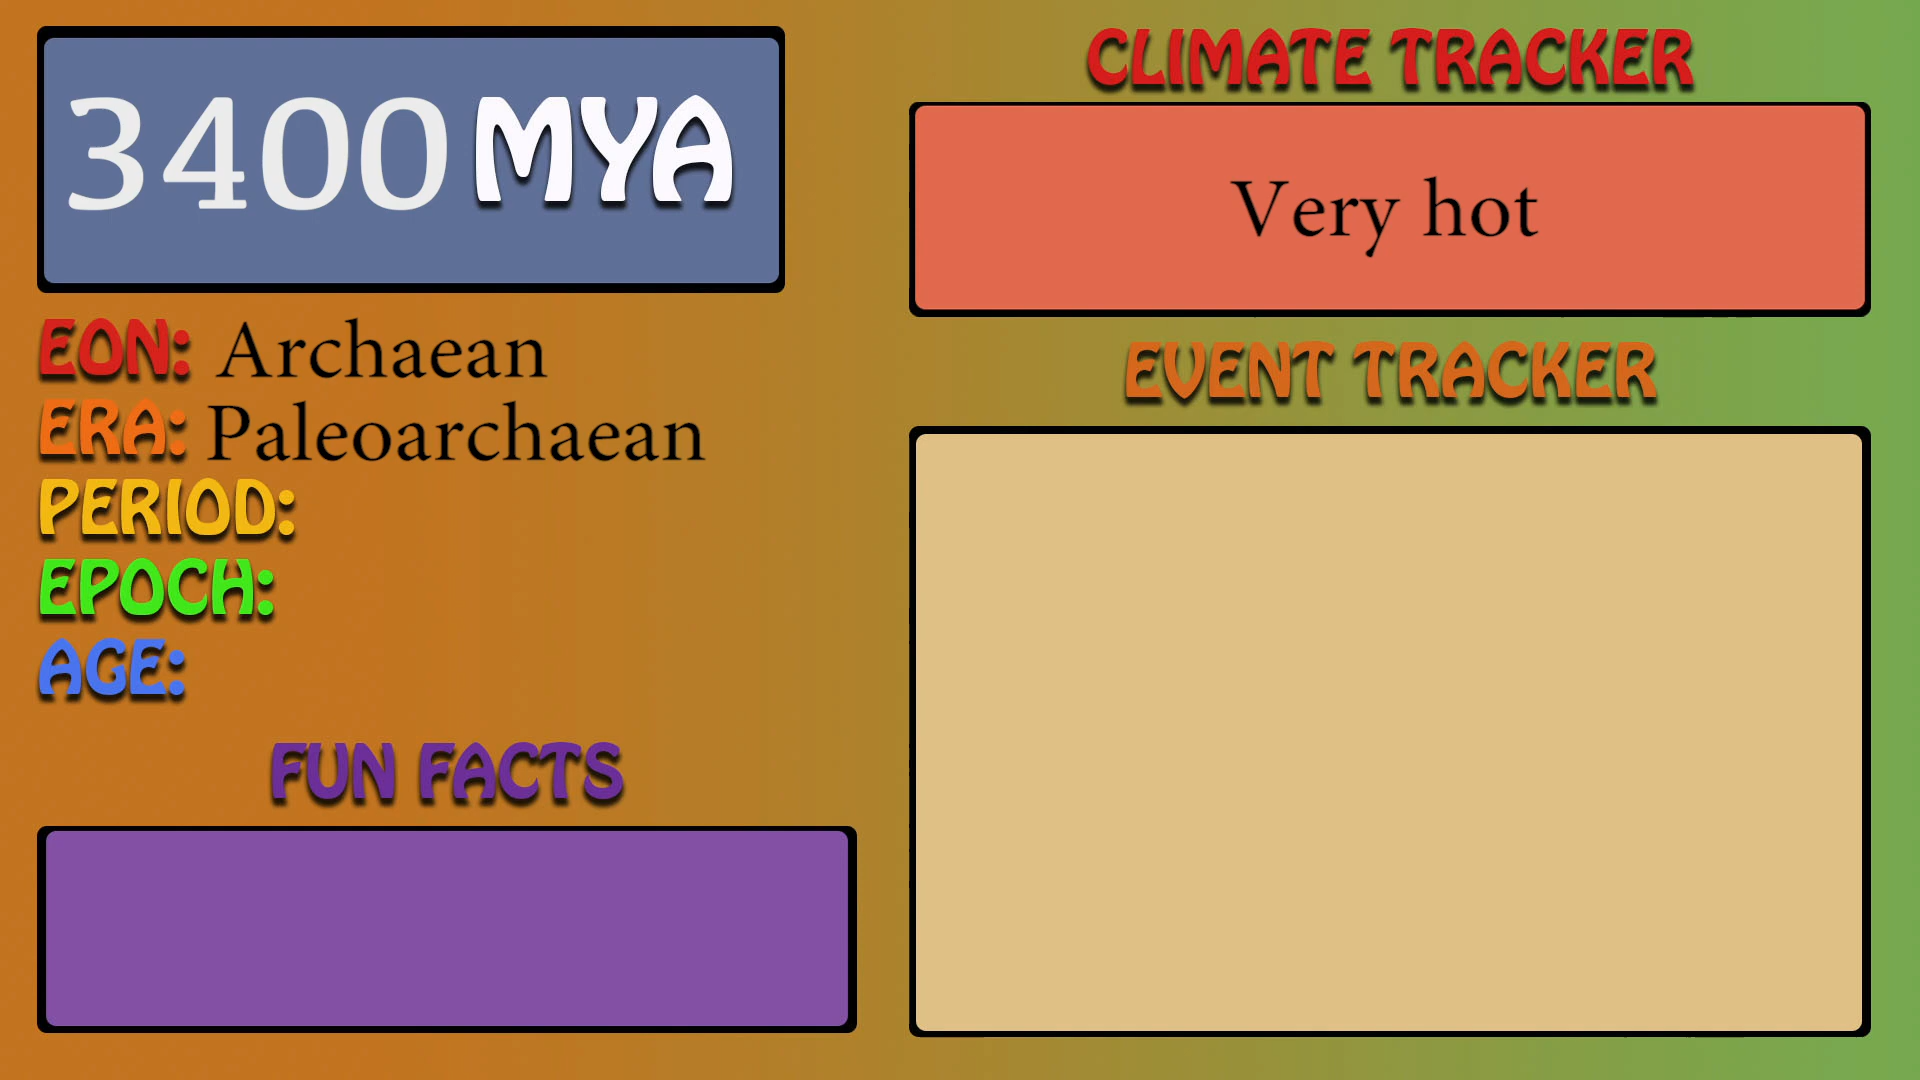 3400 MYA
EON: Archaean
ERA: Paleoarchaean
PERIOD:
EPOCH:
AGE:
FUN FACTS
CLIMATE TRACKER
Very hot
EVENT TRACKER